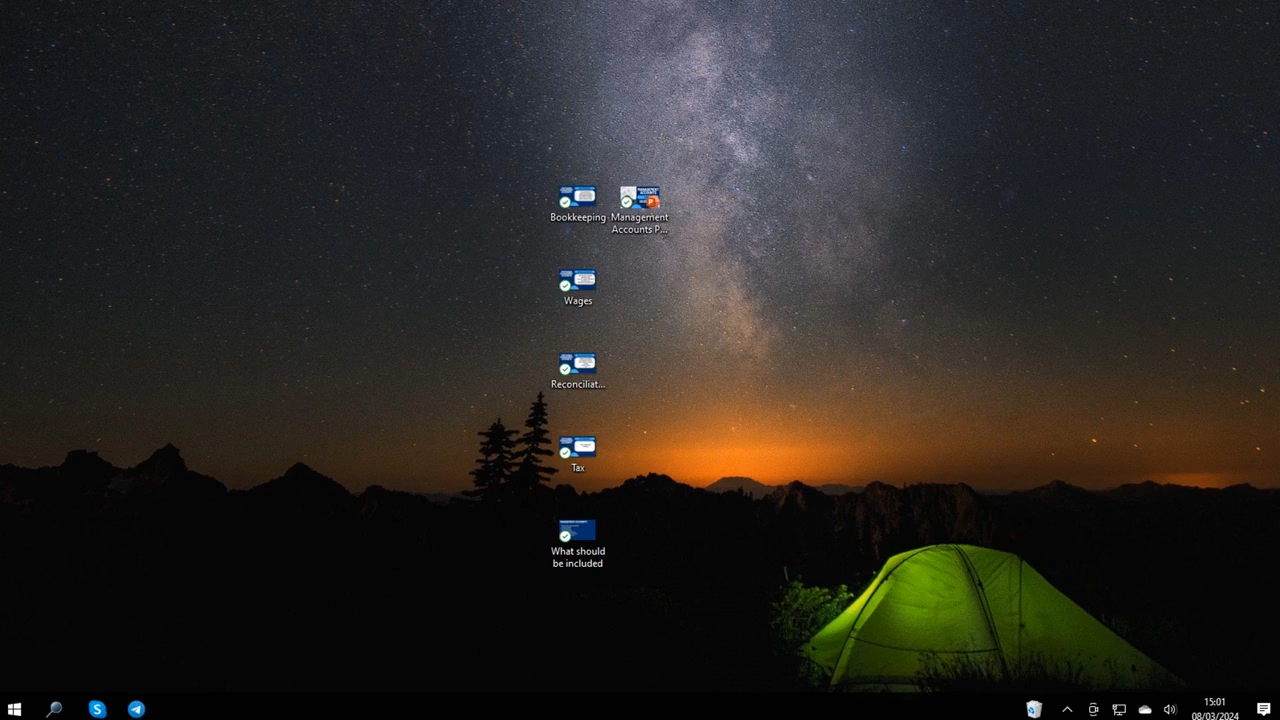 Bookkeeping
Management
Accounts P...
Wages
Reconciliat...
Tax
What should
be included
15:01
08/03/2024